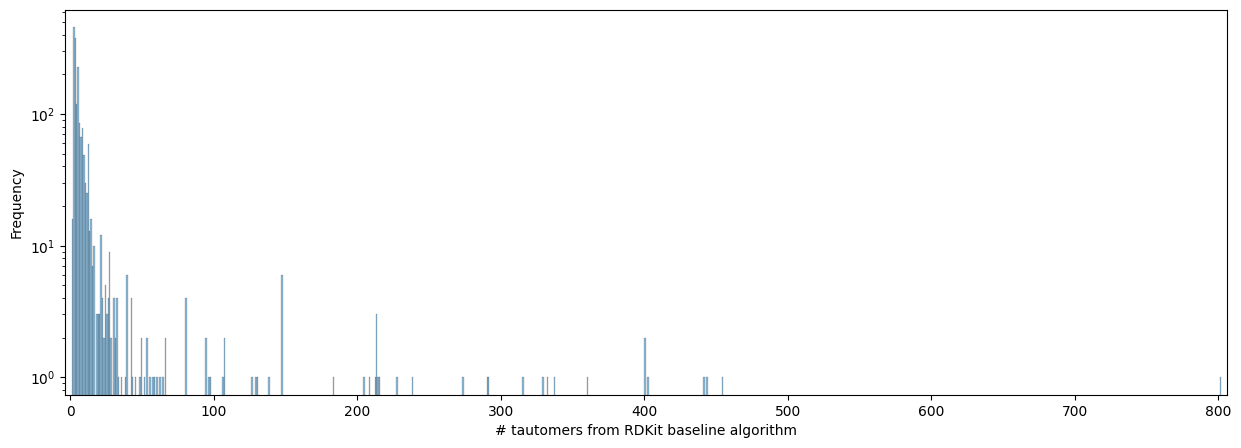 Frequency
10²
10¹
10⁰
0 100 200 300 400 500 600 700 800
# tautomers from RDKit baseline algorithm